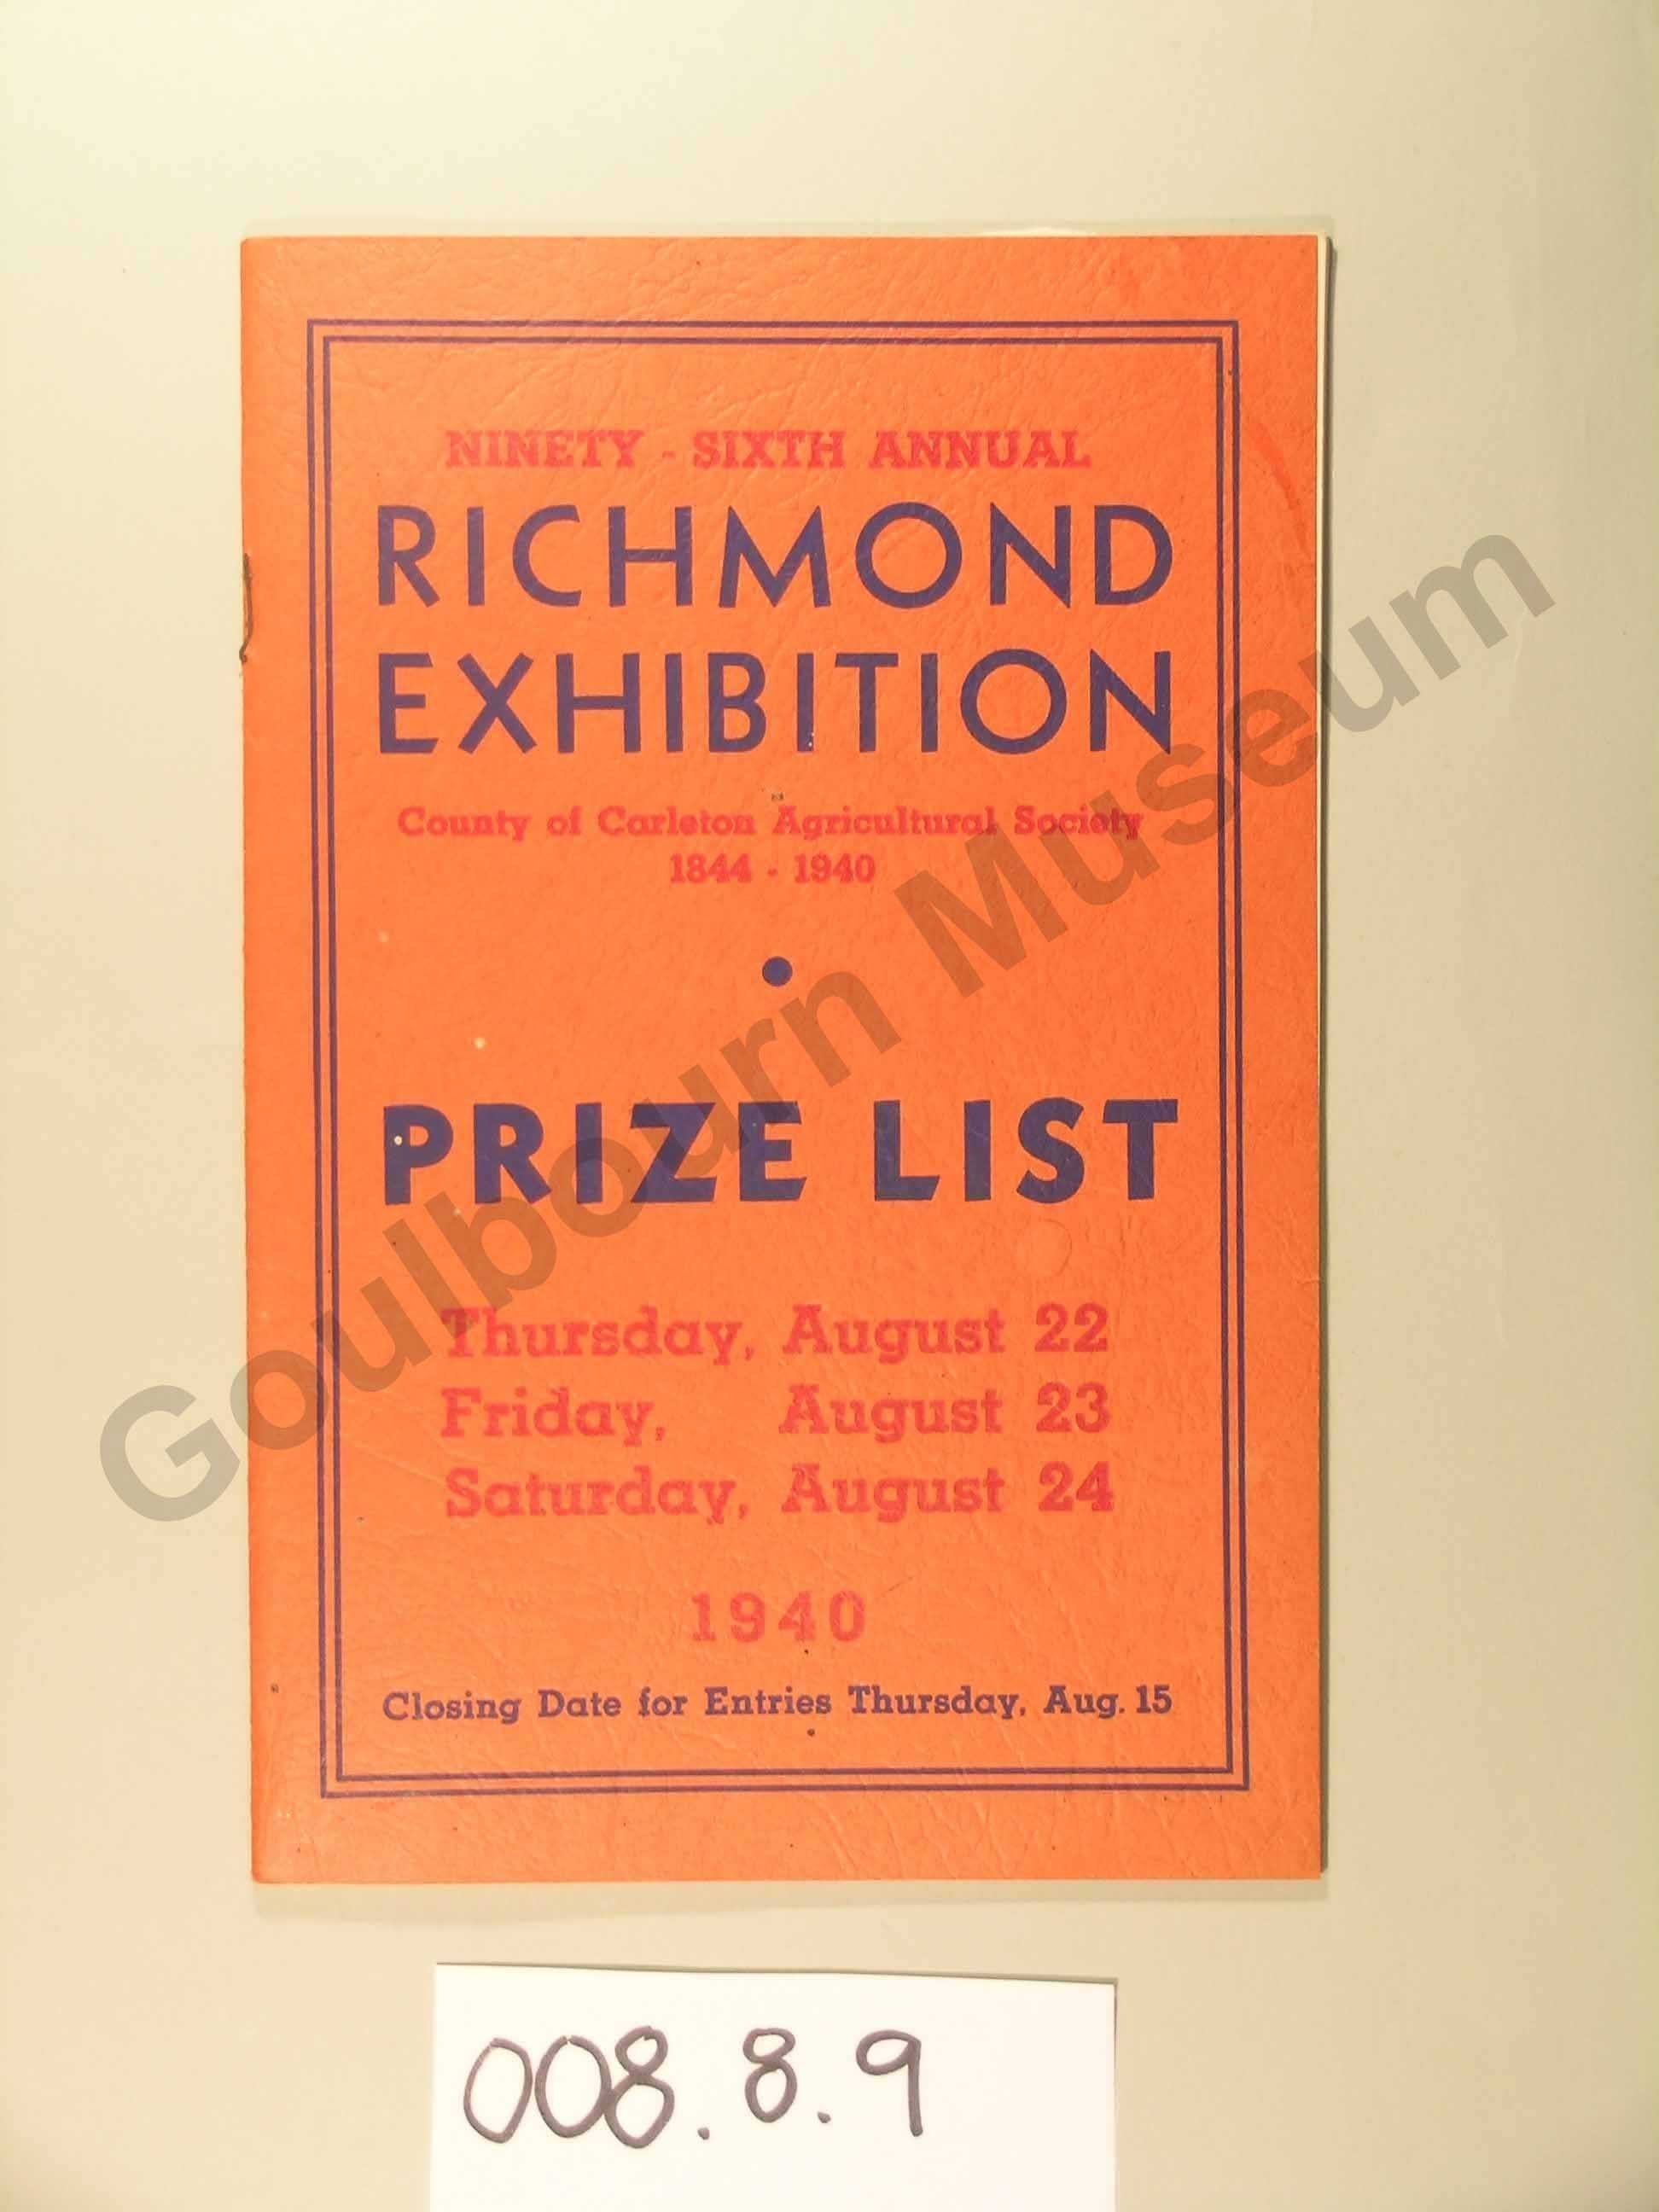 NINETY - SIXTH ANNUAL
RICHMOND
EXHIBITION
County of Carleton Agricultural Society
1844 - 1940
PRIZE LIST
Thursday, August 22
Friday, August 23
Saturday, August 24
1940
Closing Date for Entries Thursday, Aug. 15
Goulbourn Museum
008.8.9